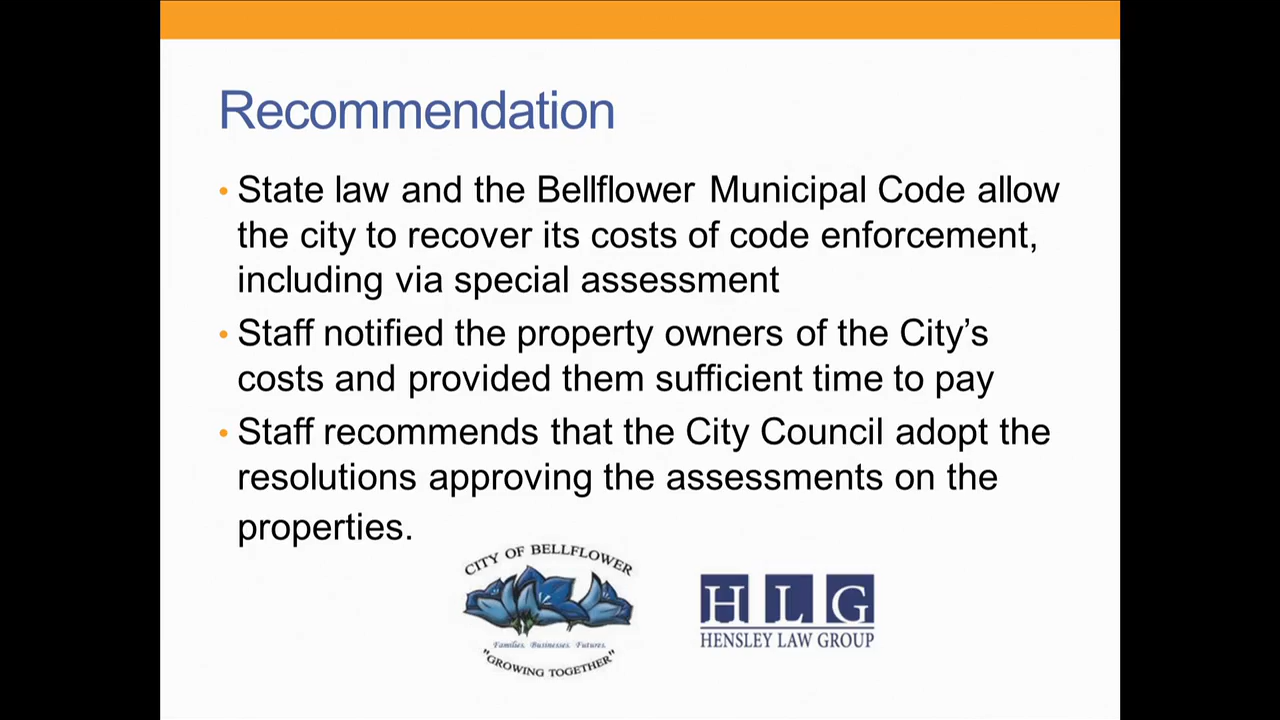 Recommendation
• State law and the Bellflower Municipal Code allow
the city to recover its costs of code enforcement,
including via special assessment
• Staff notified the property owners of the City’s
costs and provided them sufficient time to pay
• Staff recommends that the City Council adopt the
resolutions approving the assessments on the
properties.
CITY OF BELLFLOWER
Families. Businesses. Futures.
"GROWING TOGETHER"
HLG
HENSLEY LAW GROUP